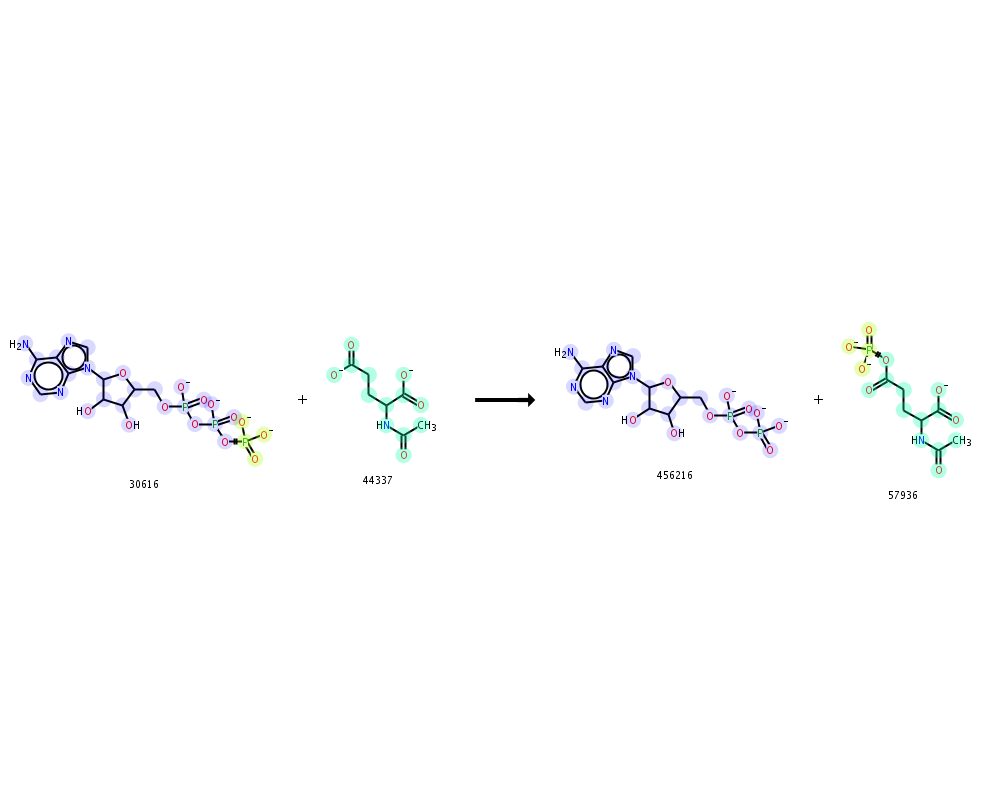 30616
+
44337
456216
+
57936
H₂N N N N N O OH HO O O⁻ P O O O⁻ P O O O⁻ P O⁻ O
O O⁻ O⁻ O HN CH₃ O
H₂N N N N N O HO OH O O⁻ P O O O⁻ P O⁻ O
O O⁻ P O⁻ O O O⁻ O HN CH₃ O